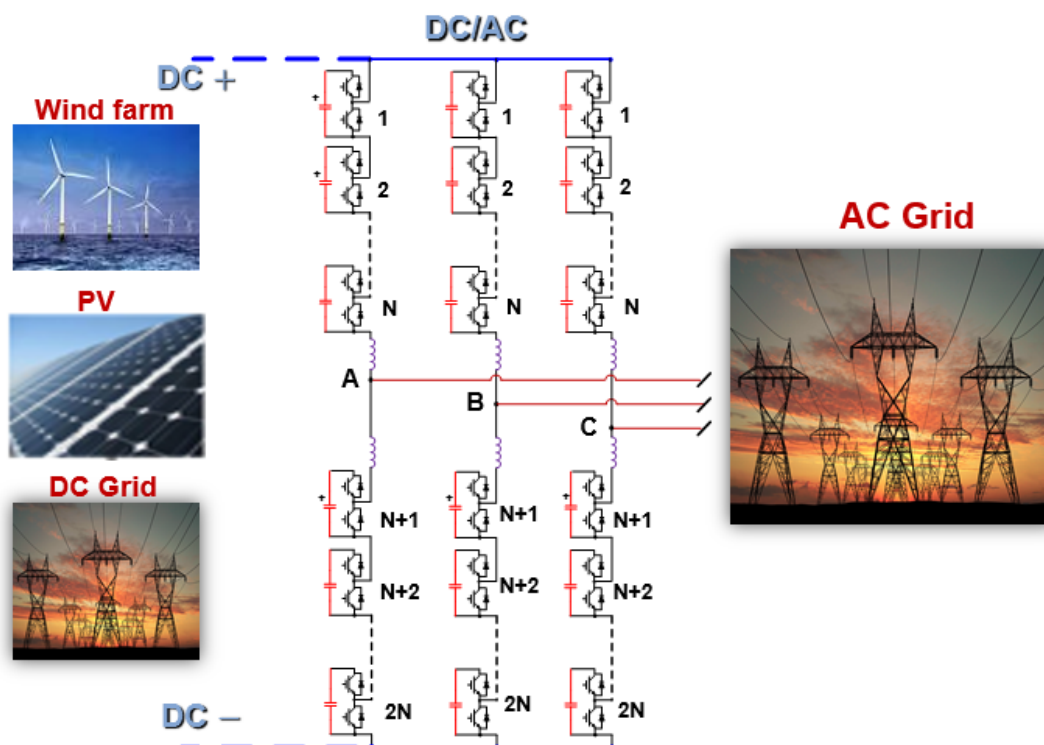 DC/AC
DC +
Wind farm
1
1
1
2
2
2
AC Grid
PV
N
N
N
A
B
C
DC Grid
+
+
+
+
+
N+1
N+1
N+1
N+2
N+2
N+2
2N
2N
2N
DC −